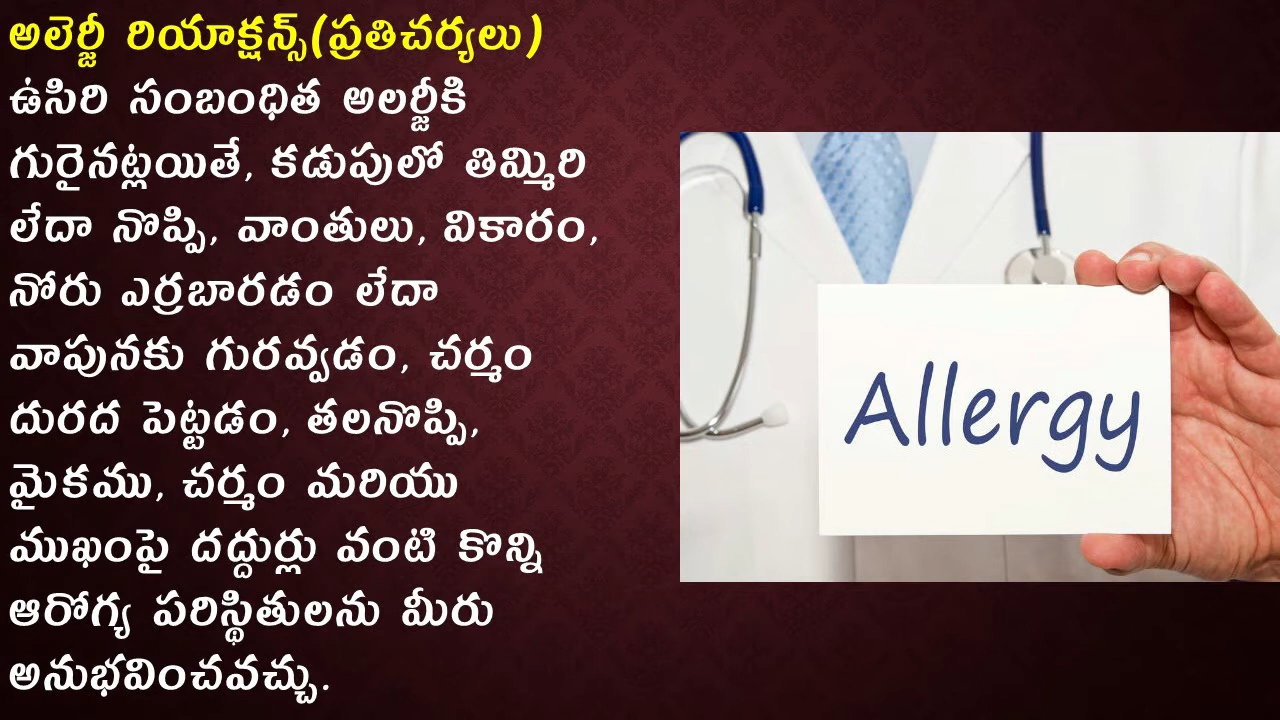 అలెర్జీ రియాక్షన్స్(ప్రతిచర్యలు)
ఉసిరి సంబంధిత అలర్జీకి
గురైనట్లయితే, కడుపులో తిమ్మిరి
లేదా నొప్పి, వాంతులు, వికారం,
నోరు ఎర్రబారడం లేదా
వాపునకు గురవ్వడం, చర్మం
దురద పెట్టడం, తలనొప్పి,
మైకము, చర్మం మరియు
ముఖంపై దద్దుర్లు వంటి కొన్ని
ఆరోగ్య పరిస్థితులను మీరు
అనుభవించవచ్చు.
Allergy